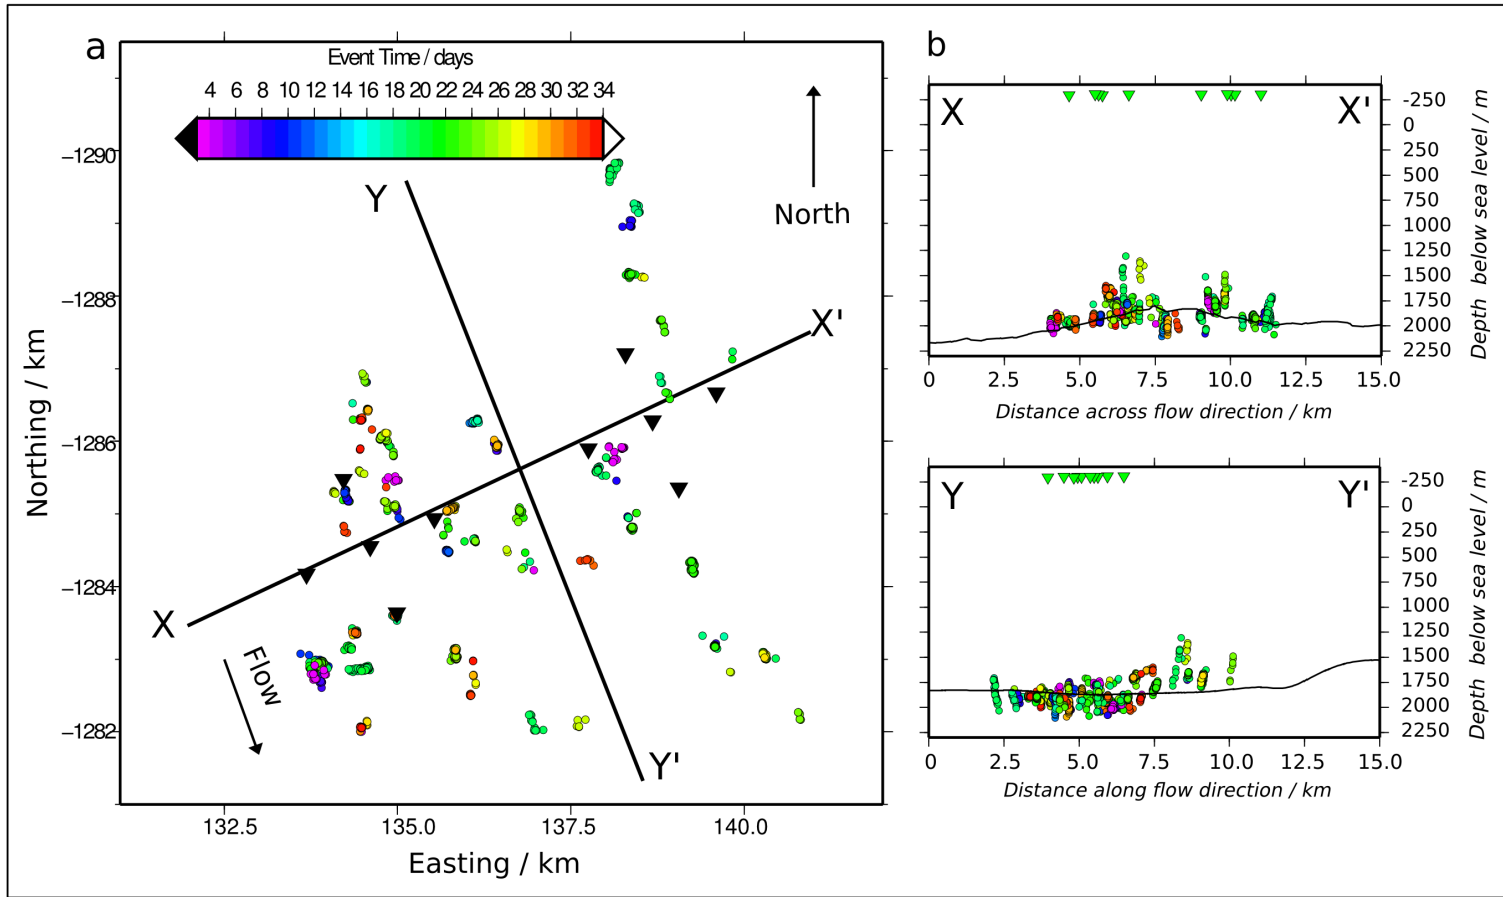 a
Event Time / days
4 6 8 10 12 14 16 18 20 22 24 26 28 30 32 34
−1290
−1288
−1286
−1284
−1282
Northing / km
Y
North
X'
X
Flow
Y'
132.5 135.0 137.5 140.0
Easting / km
b
X X'
-250
0
250
500
750
1000
1250
1500
1750
2000
2250
Depth below sea level / m
0 2.5 5.0 7.5 10.0 12.5 15.0
Distance across flow direction / km
Y Y'
-250
0
250
500
750
1000
1250
1500
1750
2000
2250
Depth below sea level / m
0 2.5 5.0 7.5 10.0 12.5 15.0
Distance along flow direction / km